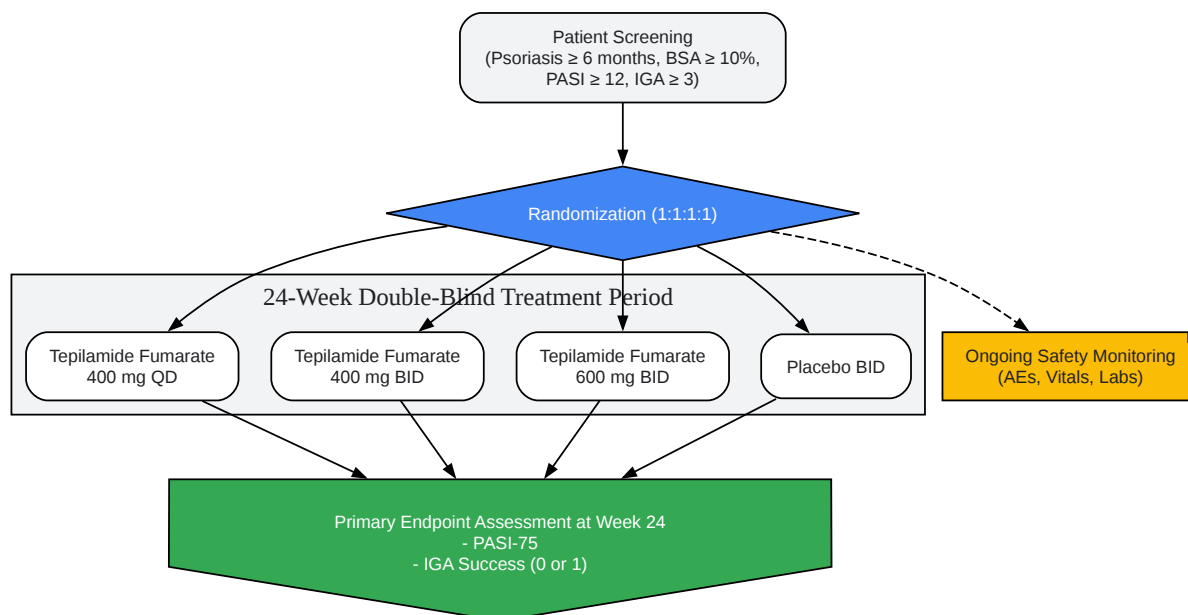 Patient Screening
(Psoriasis ≥ 6 months, BSA ≥ 10%,
PASI ≥ 12, IGA ≥ 3)
Randomization (1:1:1:1)
24-Week Double-Blind Treatment Period
Tepilamide Fumarate
400 mg QD
Tepilamide Fumarate
400 mg BID
Tepilamide Fumarate
600 mg BID
Placebo BID
Ongoing Safety Monitoring
(AEs, Vitals, Labs)
Primary Endpoint Assessment at Week 24
- PASI-75
- IGA Success (0 or 1)